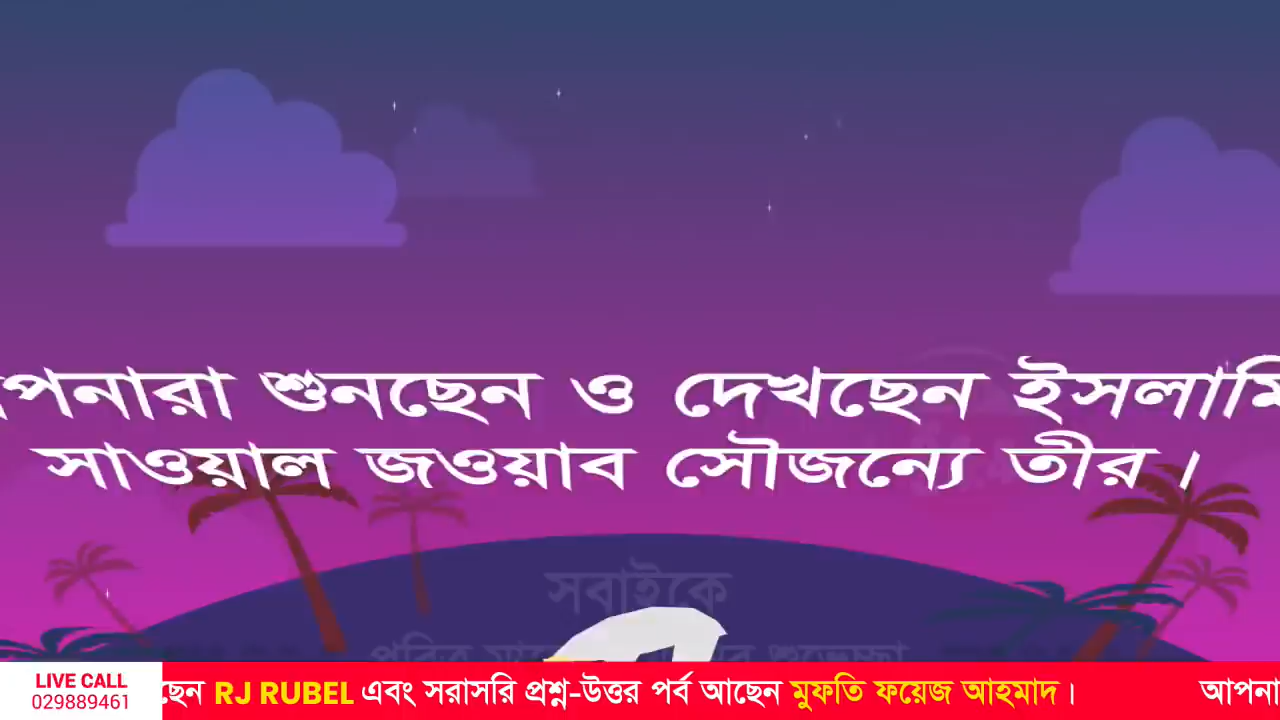 পনারা শুনছেন ও দেখছেন ইসলামি
সাওয়াল জওয়াব সৌজন্যে তীর।
সবাইকে
LIVE CALL
029889461
ছেন RJ RUBEL এবং সরাসরি প্রশ্ন-উত্তর পর্ব আছেন মুফতি ফয়েজ আহমাদ। আপনা